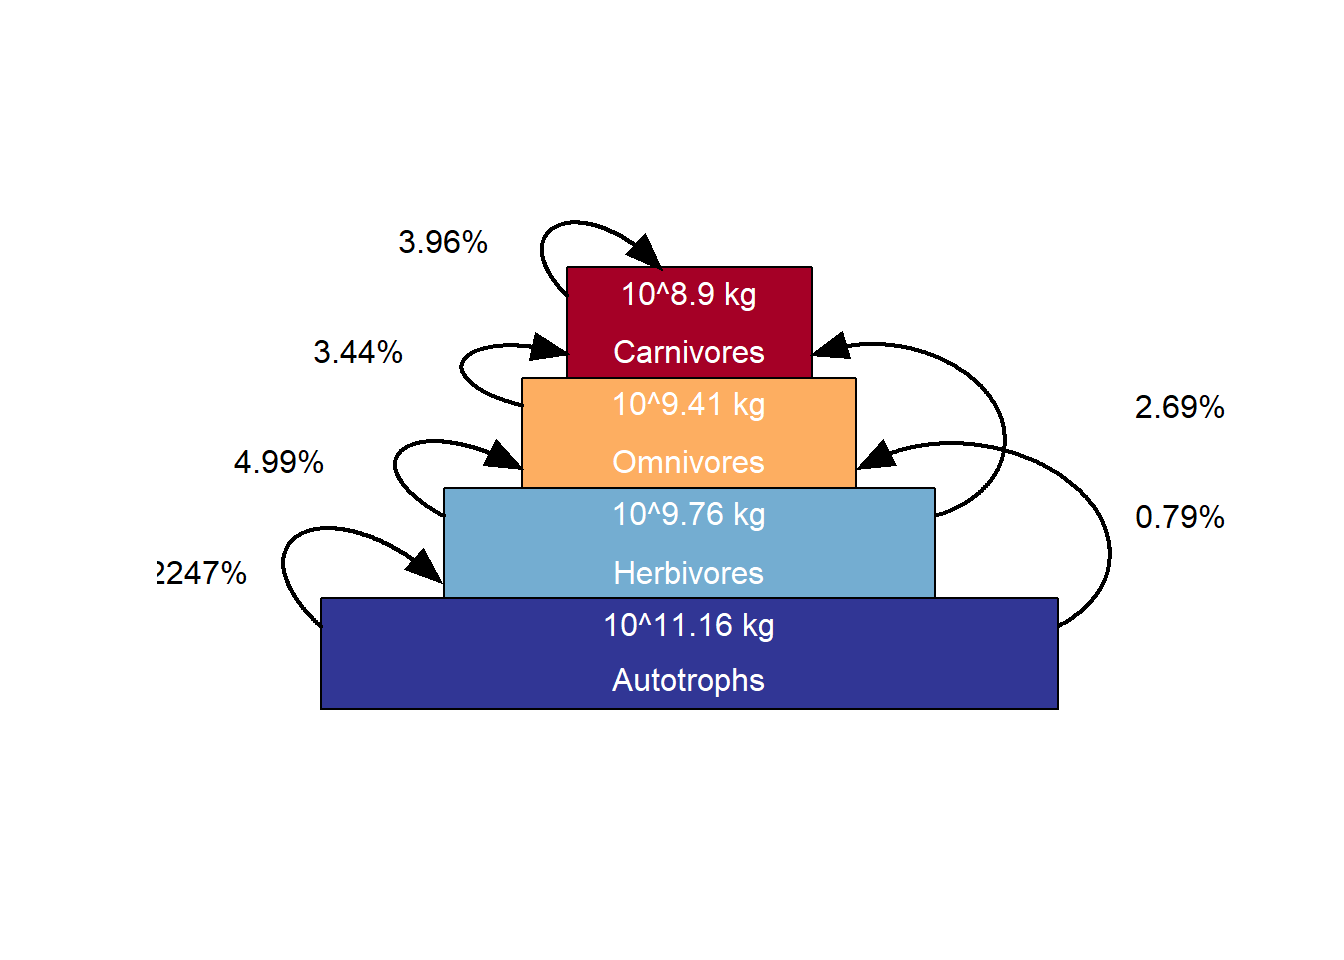 3.96%
10^8.9 kg
3.44%
Carnivores
10^9.41 kg
2.69%
4.99%
Omnivores
10^9.76 kg
0.79%
2247%
Herbivores
10^11.16 kg
Autotrophs